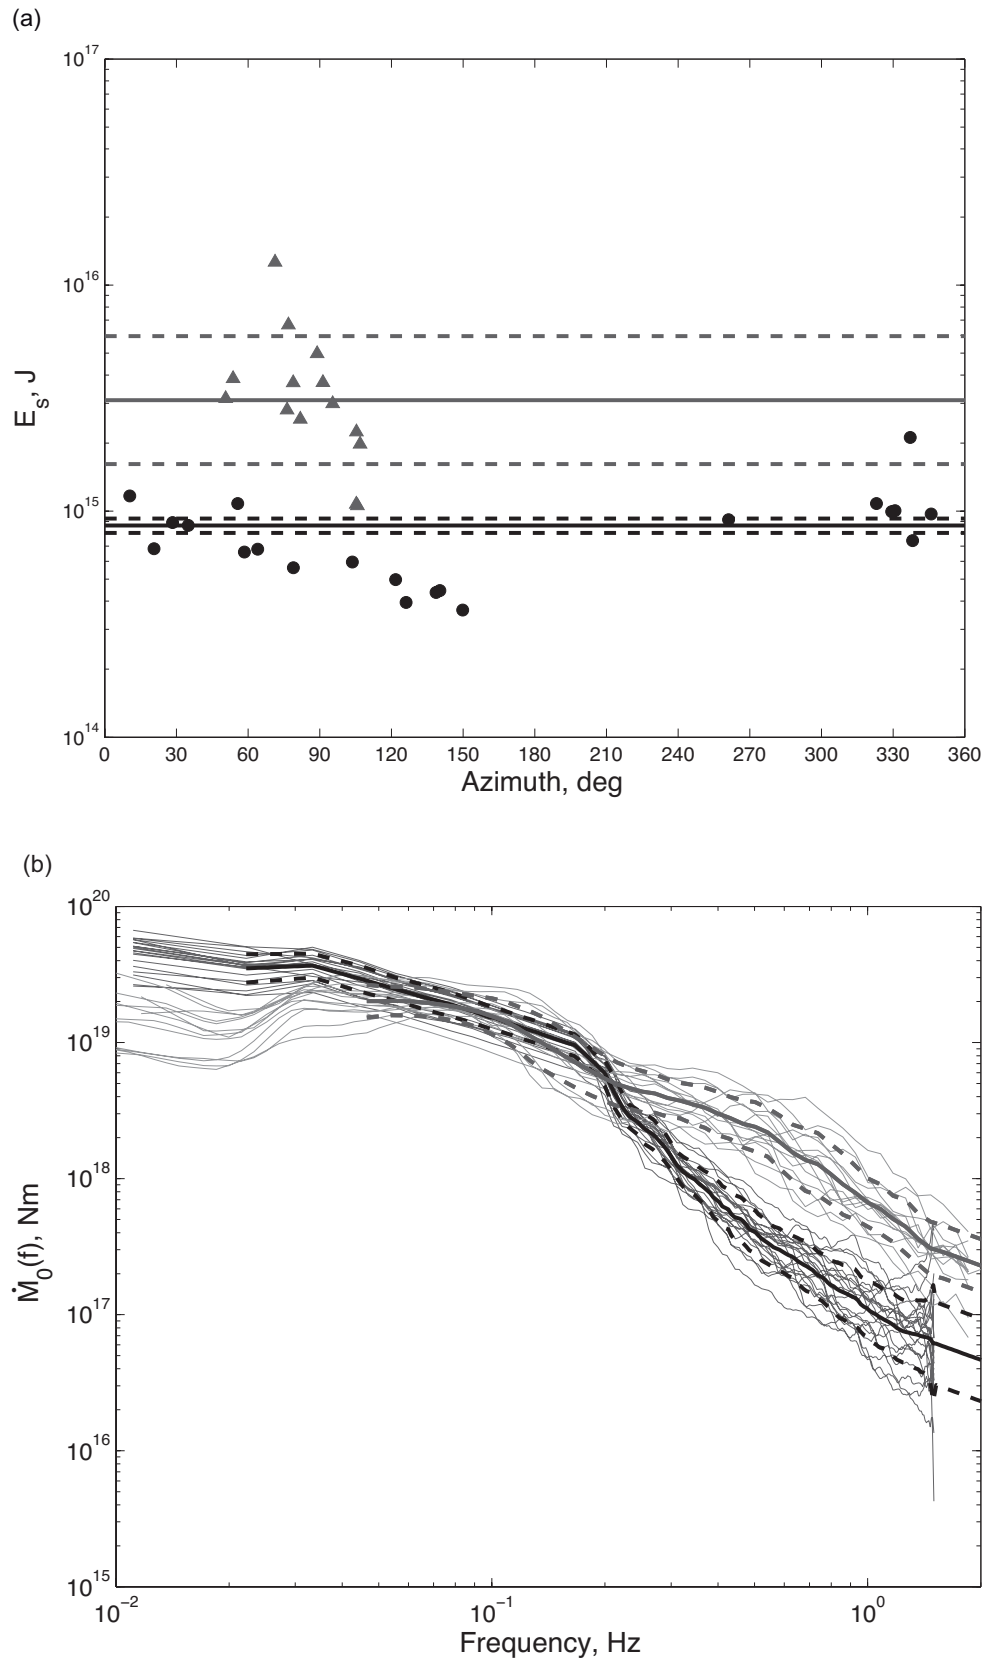 (a)
10^17
10^16
10^15
10^14
E_s, J
0 30 60 90 120 150 180 210 240 270 300 330 360
Azimuth, deg
(b)
10^20
10^19
10^18
10^17
10^16
10^15
Ṁ_0(f), Nm
10^−2 10^−1 10^0
Frequency, Hz